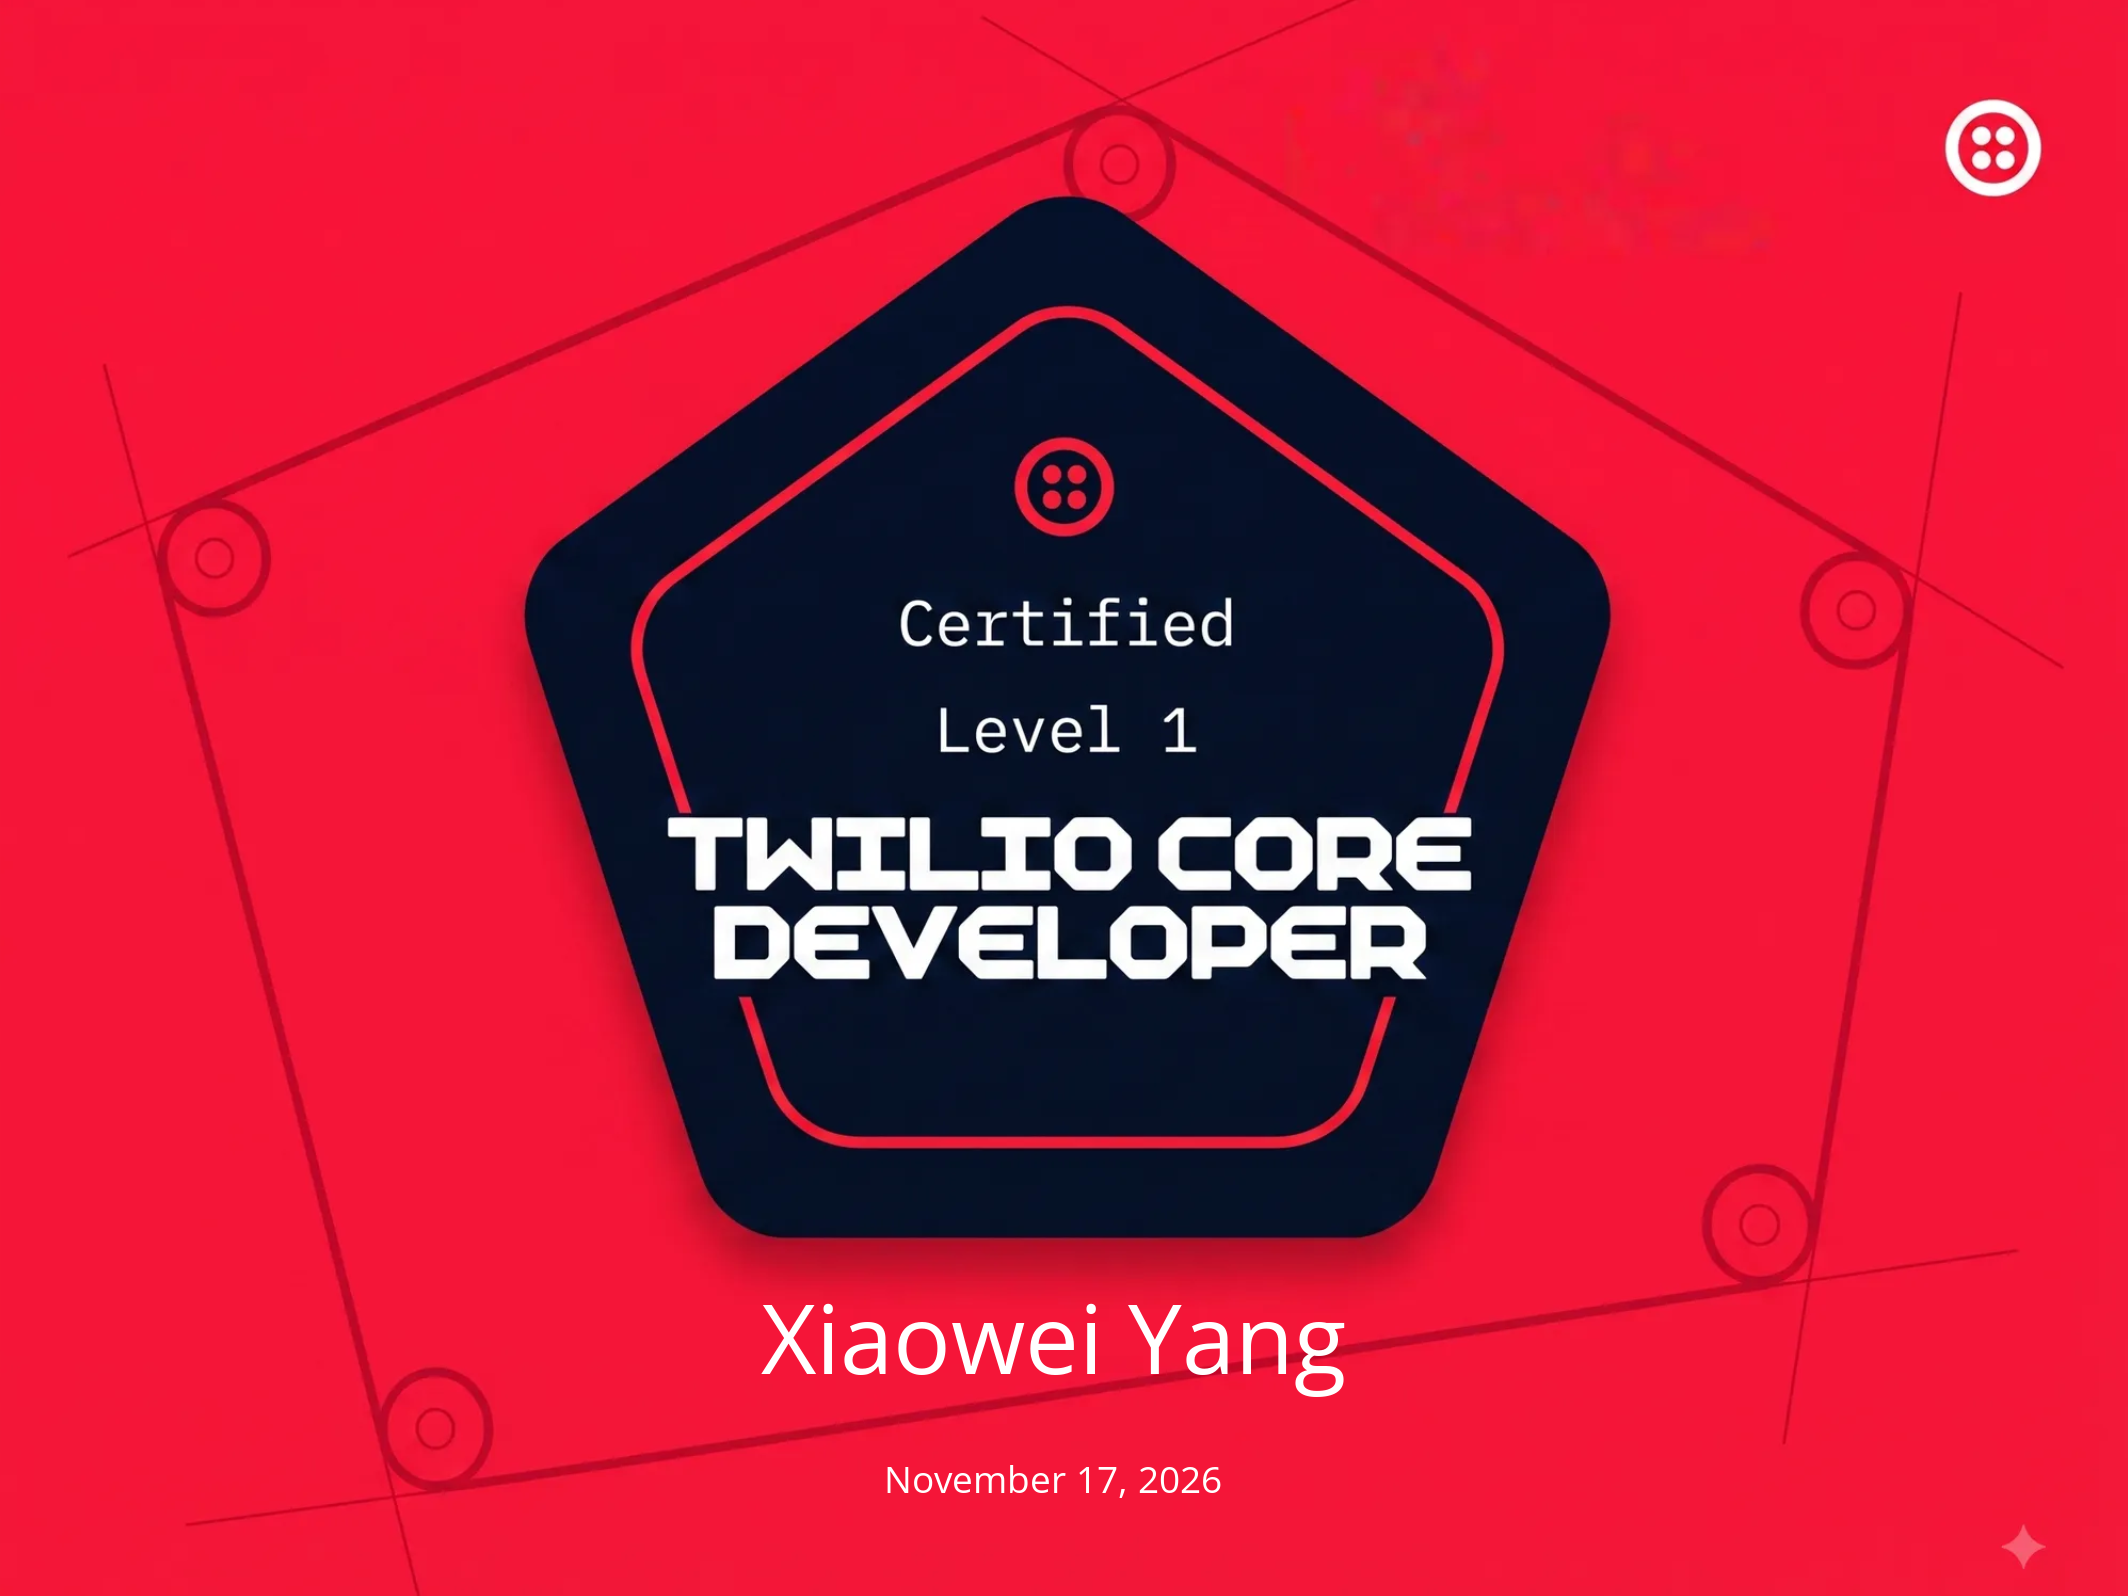 Certified
Level 1
TWILIO CORE
DEVELOPER
Xiaowei Yang
November 17, 2026